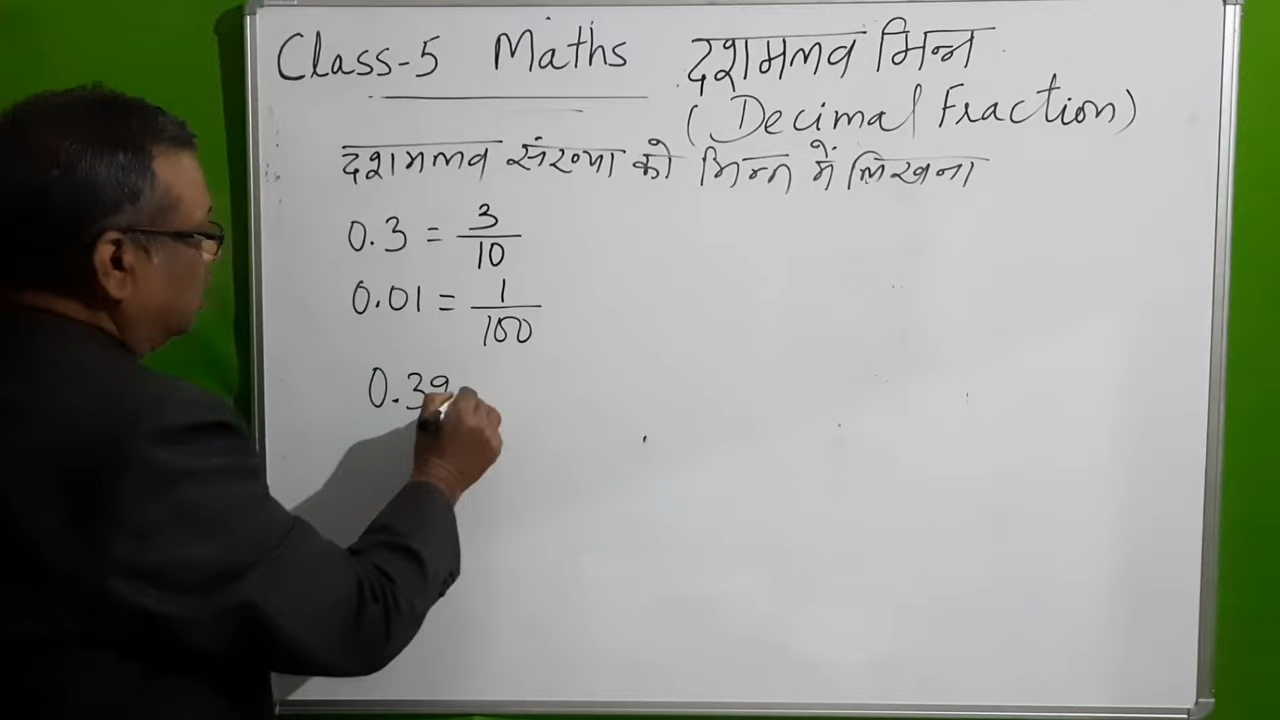 Class-5 Maths दशमलव भिन्न
(Decimal Fraction)
दशमलव संख्या को भिन्न में लिखना
0.3 = 3/10
0.01 = 1/100
0.39